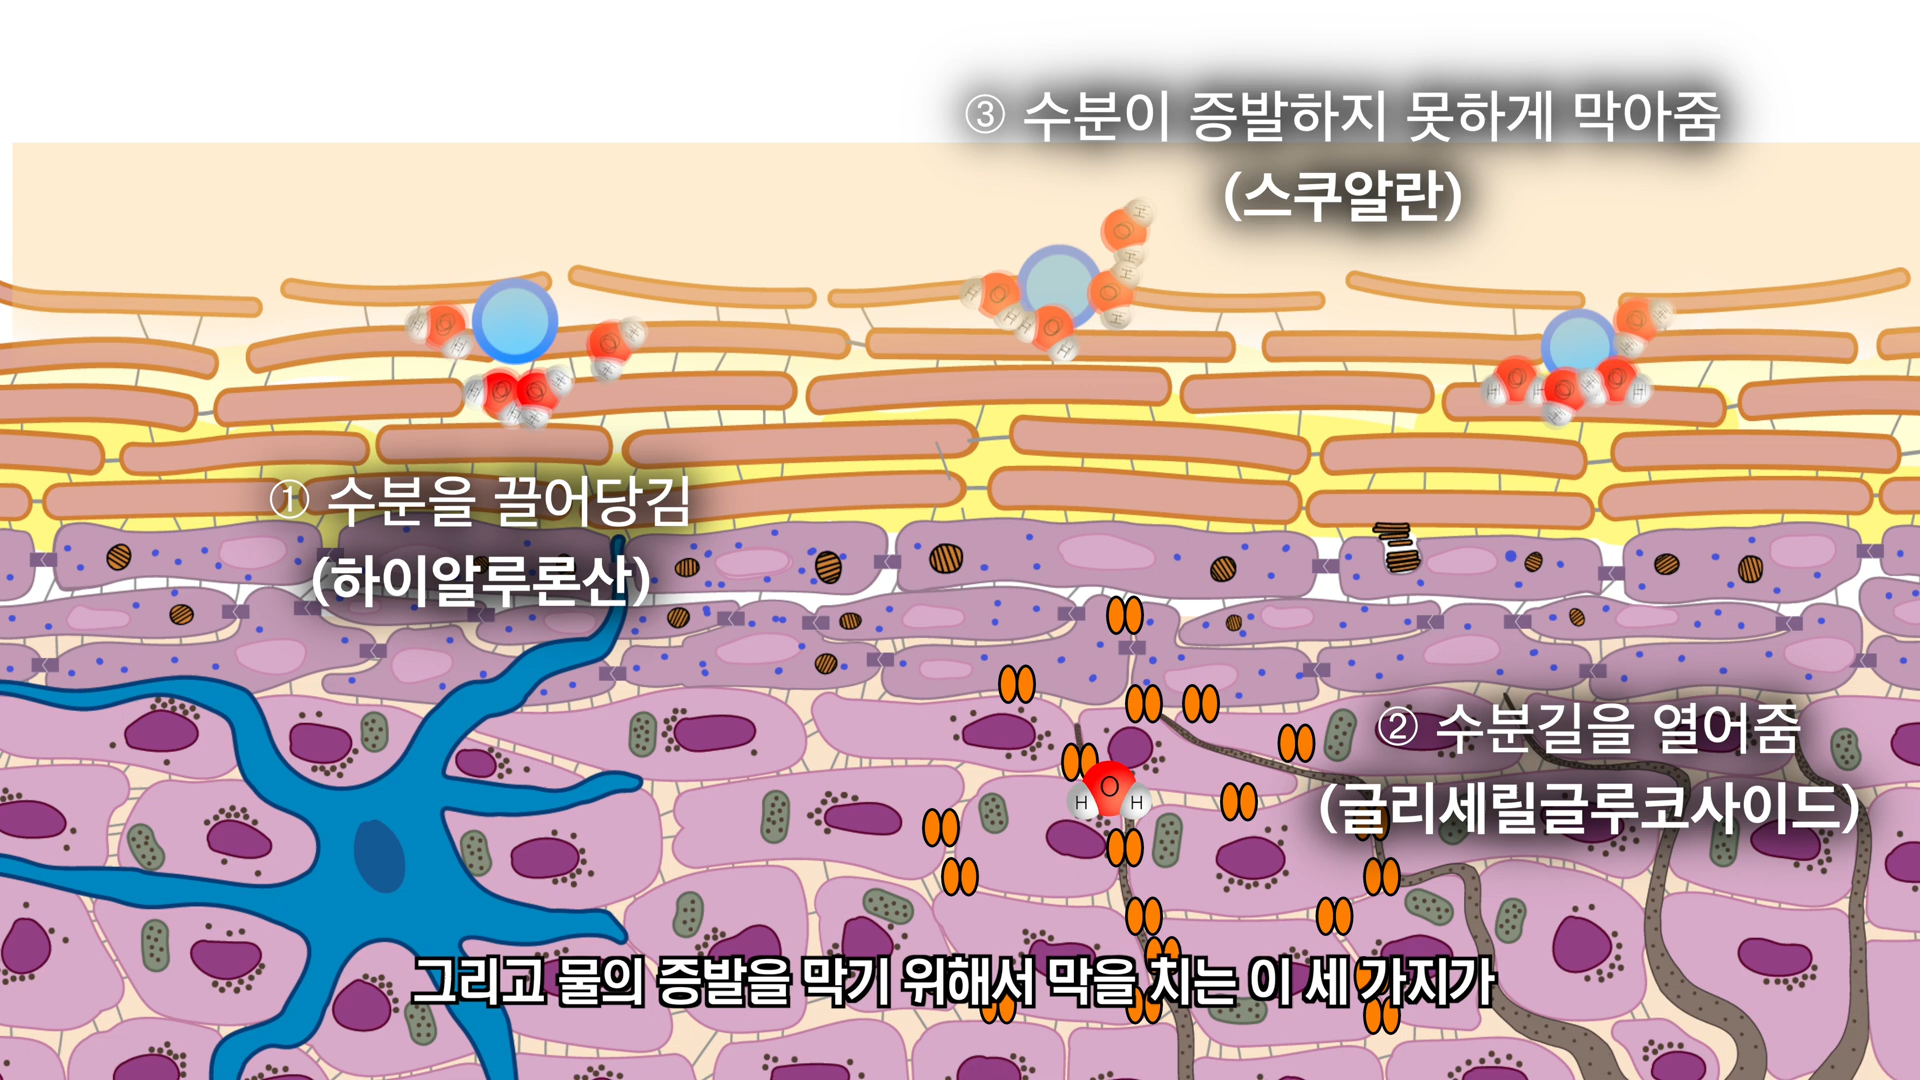 ③ 수분이 증발하지 못하게 막아줌
(스쿠알란)
① 수분을 끌어당김
(하이알루론산)
② 수분길을 열어줌
(글리세릴글루코사이드)
H O H
그리고 물의 증발을 막기 위해서 막을 치는 이 세 가지가